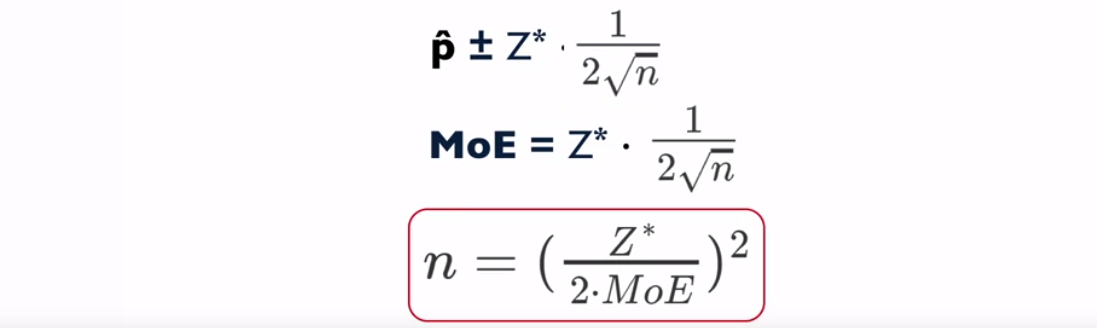 p̂ ± Z* · 1/(2√n)
MoE = Z* · 1/(2√n)
n = (Z*/(2·MoE))²